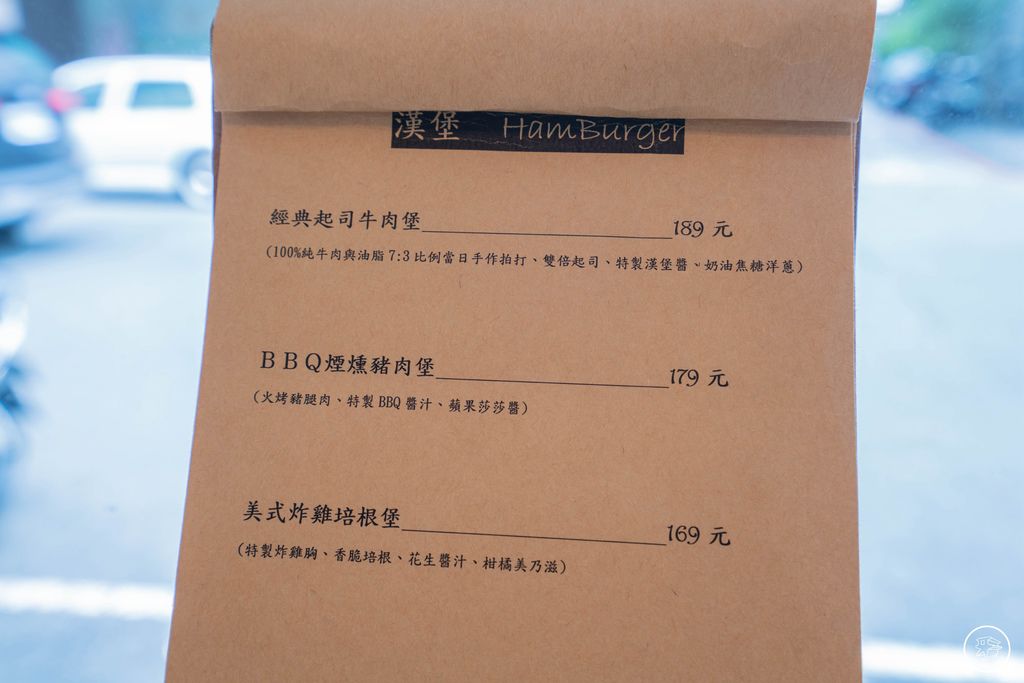 漢堡 HamBurger
經典起司牛肉堡 189 元
(100%純牛肉與油脂 7:3 比例當日手作拍打、雙倍起司、特製漢堡醬、奶油焦糖洋蔥)
BBQ煙燻豬肉堡 179 元
(火烤豬腿肉、特製 BBQ 醬汁、蘋果莎莎醬)
美式炸雞培根堡 169 元
(特製炸雞胸、香脆培根、花生醬汁、柑橘美乃滋)